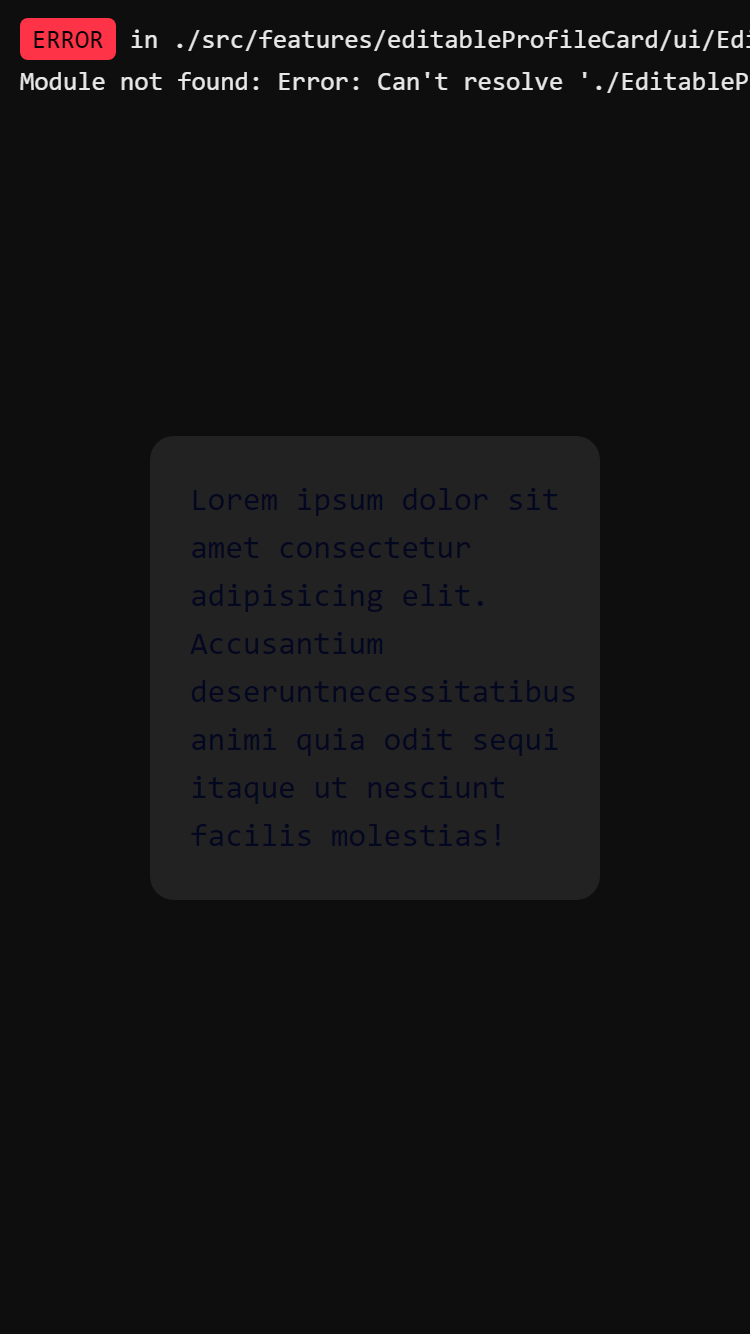 ERROR in ./src/features/editableProfileCard/ui/Edi
Module not found: Error: Can't resolve './EditableP
Lorem ipsum dolor sit
amet consectetur
adipisicing elit.
Accusantium
deseruntnecessitatibus
animi quia odit sequi
itaque ut nesciunt
facilis molestias!